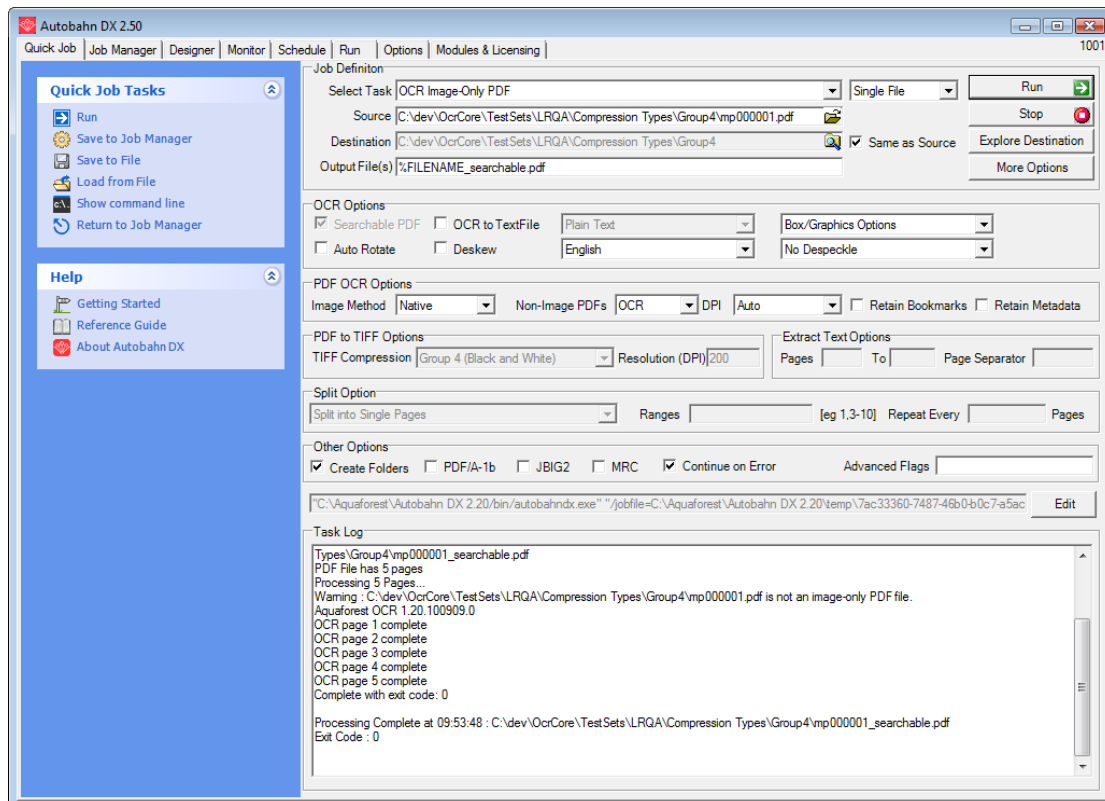 Autobahn DX 2.50
Quick Job Job Manager Designer Monitor Schedule Run Options Modules & Licensing 1001
Quick Job Tasks
Run
Save to Job Manager
Save to File
Load from File
Show command line
Return to Job Manager
Help
Getting Started
Reference Guide
About Autobahn DX
Job Definiton
Select Task OCR Image-Only PDF Single File Run
Source C:\dev\OcrCore\TestSets\LRQA\Compression Types\Group4\mp000001.pdf Stop
Destination C:\dev\OcrCore\TestSets\LRQA\Compression Types\Group4 Same as Source Explore Destination
Output File(s) %FILENAME_searchable.pdf More Options
OCR Options
Searchable PDF OCR to TextFile Plain Text Box/Graphics Options
Auto Rotate Deskew English No Despeckle
PDF OCR Options
Image Method Native Non-Image PDFs OCR DPI Auto Retain Bookmarks Retain Metadata
PDF to TIFF Options Extract Text Options
TIFF Compression Group 4 (Black and White) Resolution (DPI) 200 Pages To Page Separator
Split Option
Split into Single Pages Ranges [eg 1,3-10] Repeat Every Pages
Other Options
Create Folders PDF/A-1b JBIG2 MRC Continue on Error Advanced Flags
"C:\Aquaforest\Autobahn DX 2.20/bin/autobahndx.exe" "/jobfile=C:\Aquaforest\Autobahn DX 2.20\temp\7ac33360-7487-46b0-b0c7-a5ac Edit
Task Log
Types\Group4\mp000001_searchable.pdf
PDF File has 5 pages
Processing 5 Pages...
Warning : C:\dev\OcrCore\TestSets\LRQA\Compression Types\Group4\mp000001.pdf is not an image-only PDF file.
Aquaforest OCR 1.20.100909.0
OCR page 1 complete
OCR page 2 complete
OCR page 3 complete
OCR page 4 complete
OCR page 5 complete
Complete with exit code: 0
Processing Complete at 09:53:48 : C:\dev\OcrCore\TestSets\LRQA\Compression Types\Group4\mp000001_searchable.pdf
Exit Code : 0